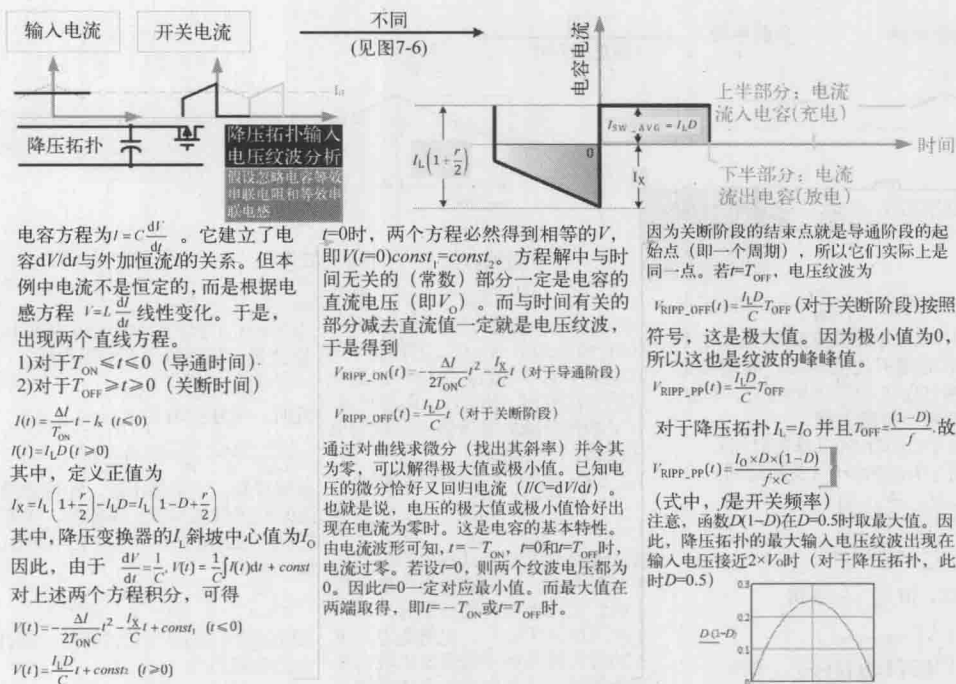 输入电流
开关电流
不同
(见图7-6)
降压拓扑
降压拓扑输入
电压纹波分析
假设忽略电容等效
串联电阻和等效串
联电感
电容电流
I_L(1+r/2)
I_SW_AVG = I_L D
0
I_X
上半部分：电流
流入电容(充电)
时间
下半部分：电流
流出电容(放电)
电容方程为I=C dV/dt 。它建立了电
容dV/dt与外加恒流I的关系。但本
例中电流不是恒定的,而是根据电
感方程 V=L dI/dt 线性变化。于是,
出现两个直线方程。
1)对于T_ON≤t≤0（导通时间）
2)对于T_OFF≥t≥0（关断时间）
I(t)=ΔI/T_ON t-I_X (t≤0)
I(t)=I_L D (t≥0)
其中，定义正值为
I_X=I_L(1+r/2)-I_L D=I_L(1-D+r/2)
其中,降压变换器的I_L斜坡中心值为I_O
因此，由于 dV/dt=1/C, V(t)=1/C∫I(t)dt+const
对上述两个方程积分，可得
V(t)=-ΔI/2T_ON C t²-I_X/C t+const₁ (t≤0)
V(t)=I_L D/C t+const₂ (t≥0)
t=0时，两个方程必然得到相等的V,
即V(t=0)const₁=const₂。方程解中与时
间无关的（常数）部分一定是电容的
直流电压（即V_O）。而与时间有关的
部分减去直流值一定就是电压纹波，
于是得到
V_RIPP_ON(t)=-ΔI/2T_ON C t²-I_X/C t (对于导通阶段)
V_RIPP_OFF(t)=I_L D/C t (对于关断阶段)
通过对曲线求微分（找出其斜率）并令其
为零，可以解得极大值或极小值。已知电
压的微分恰好又回归电流（I/C=dV/dt）。
也就是说，电压的极大值或极小值恰好出
现在电流为零时。这是电容的基本特性。
由电流波形可知, t=-T_ON, t=0和t=T_OFF时,
电流过零。若设t=0，则两个纹波电压都为
0。因此t=0一定对应最小值。而最大值在
两端取得，即t=-T_ON或t=T_OFF时。
因为关断阶段的结束点就是导通阶段的起
始点（即一个周期），所以它们实际上是
同一点。若t=T_OFF，电压纹波为
V_RIPP_OFF(t)=I_L D/C T_OFF (对于关断阶段)按照
符号，这是极大值。因为极小值为0,
所以这也是纹波的峰峰值。
V_RIPP_PP(t)=I_L D/C T_OFF
对于降压拓扑I_L=I_O并且T_OFF=(1-D)/f.故
V_RIPP_PP(t)=I_O×D×(1-D)/f×C
(式中, f是开关频率)
注意，函数D(1-D)在D=0.5时取最大值。因
此，降压拓扑的最大输入电压纹波出现在
输入电压接近2×V_O时（对于降压拓扑，此
时D=0.5）
0.3
0.2
D·(1-D)
0.1
0